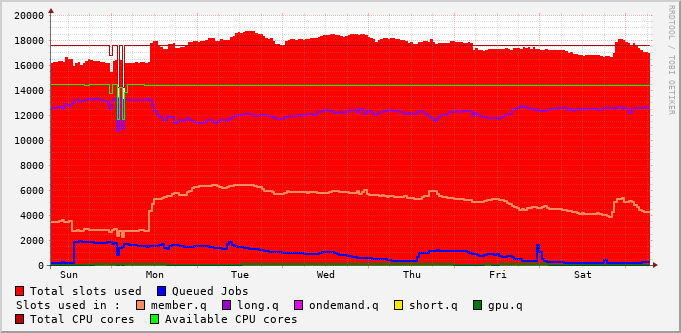 20000
18000
16000
14000
12000
10000
8000
6000
4000
2000
0
Sun Mon Tue Wed Thu Fri Sat
RRDTOOL / TOBI OETIKER
Total slots used Queued Jobs
Slots used in : member.q long.q ondemand.q short.q gpu.q
Total CPU cores Available CPU cores